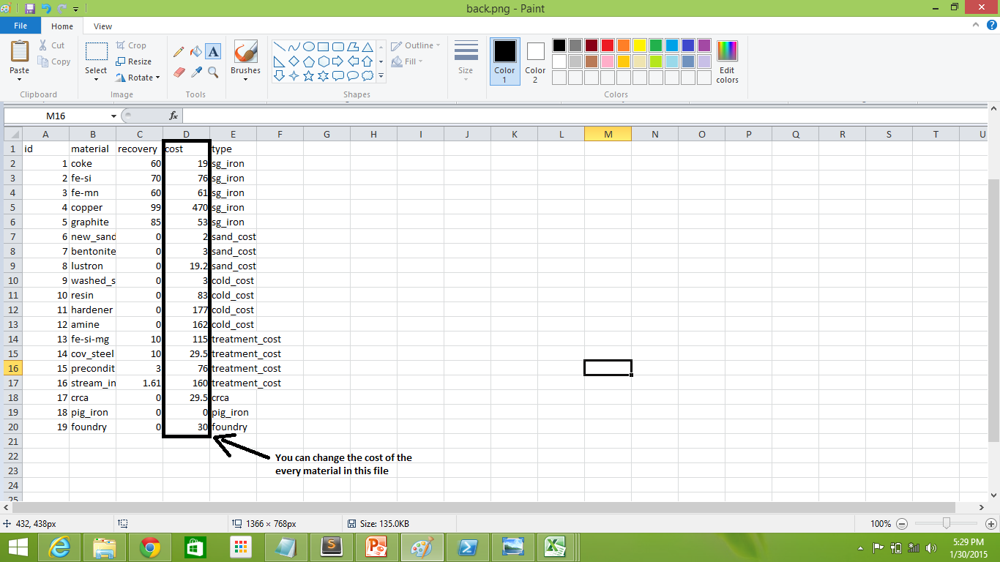 back.png - Paint
File Home View
Paste Cut Copy Select Crop Resize Rotate A Brushes Outline Fill Size Color 1 Color 2 Edit colors
Clipboard Image Tools Shapes Colors
M16 fx
A B C D E F G H I J K L M N O P Q R S T U
1 id material recovery cost type
2 1 coke 60 19 sg_iron
3 2 fe-si 70 76 sg_iron
4 3 fe-mn 60 61 sg_iron
5 4 copper 99 470 sg_iron
6 5 graphite 85 53 sg_iron
7 6 new_sand 0 2 sand_cost
8 7 bentonite 0 3 sand_cost
9 8 lustron 0 19.2 sand_cost
10 9 washed_s 0 3 cold_cost
11 10 resin 0 83 cold_cost
12 11 hardener 0 177 cold_cost
13 12 amine 0 162 cold_cost
14 13 fe-si-mg 10 115 treatment_cost
15 14 cov_steel 10 29.5 treatment_cost
16 15 precondit 3 76 treatment_cost
17 16 stream_in 1.61 160 treatment_cost
18 17 crca 0 29.5 crca
19 18 pig_iron 0 0 pig_iron
20 19 foundry 0 30 foundry
21
22
23
24
25
You can change the cost of the
every material in this file
432, 438px 1366 × 768px Size: 135.0KB 100%
5:29 PM
1/30/2015